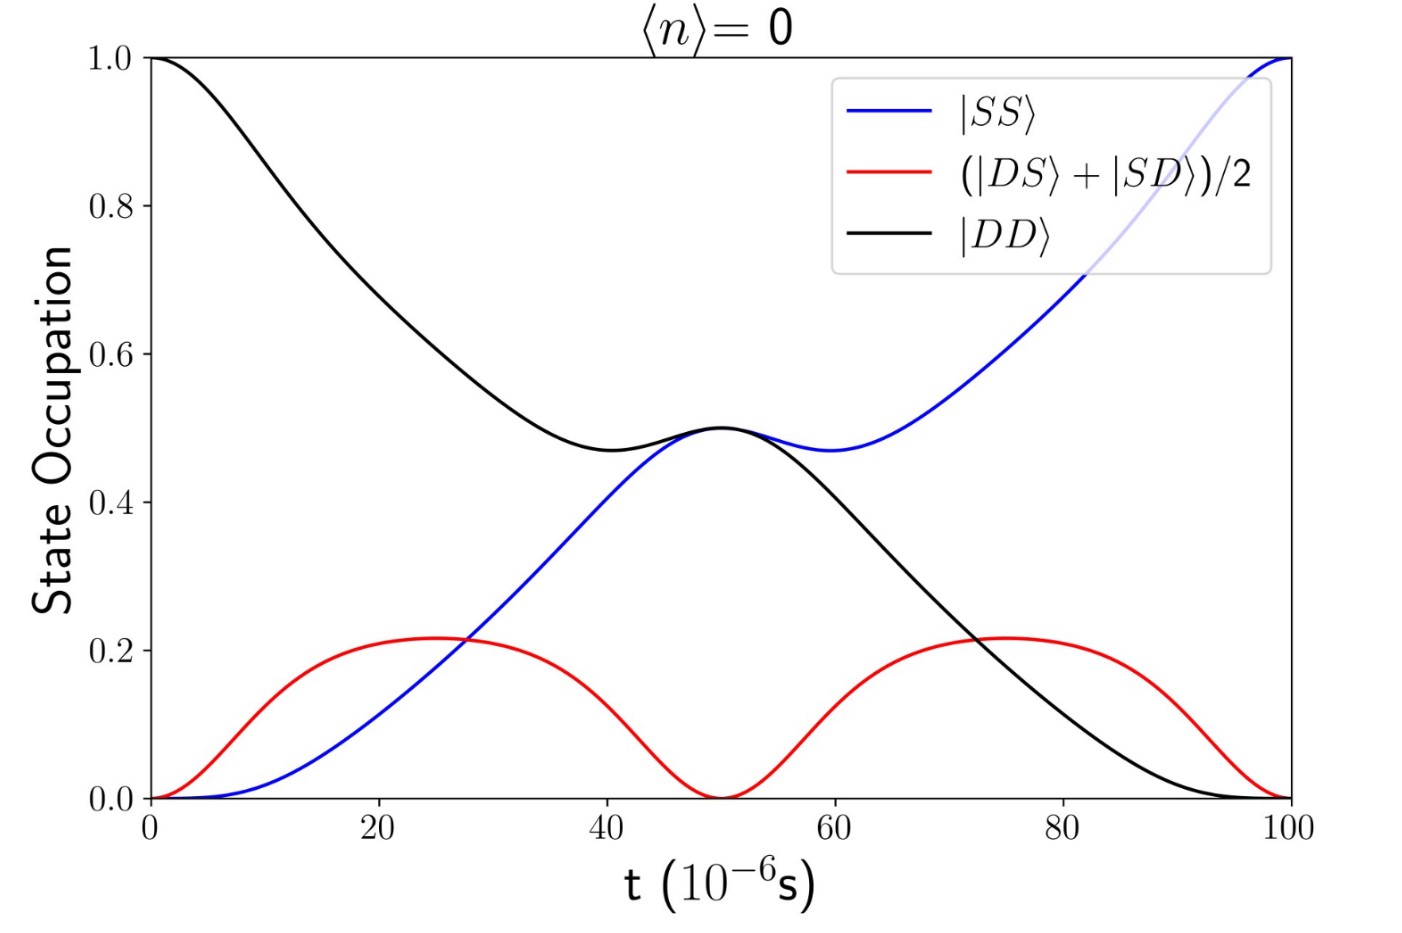 ⟨n⟩= 0
1.0
0.8
0.6
0.4
0.2
0.0
State Occupation
|SS⟩
(|DS⟩ + |SD⟩)/2
|DD⟩
0 20 40 60 80 100
t (10⁻⁶s)